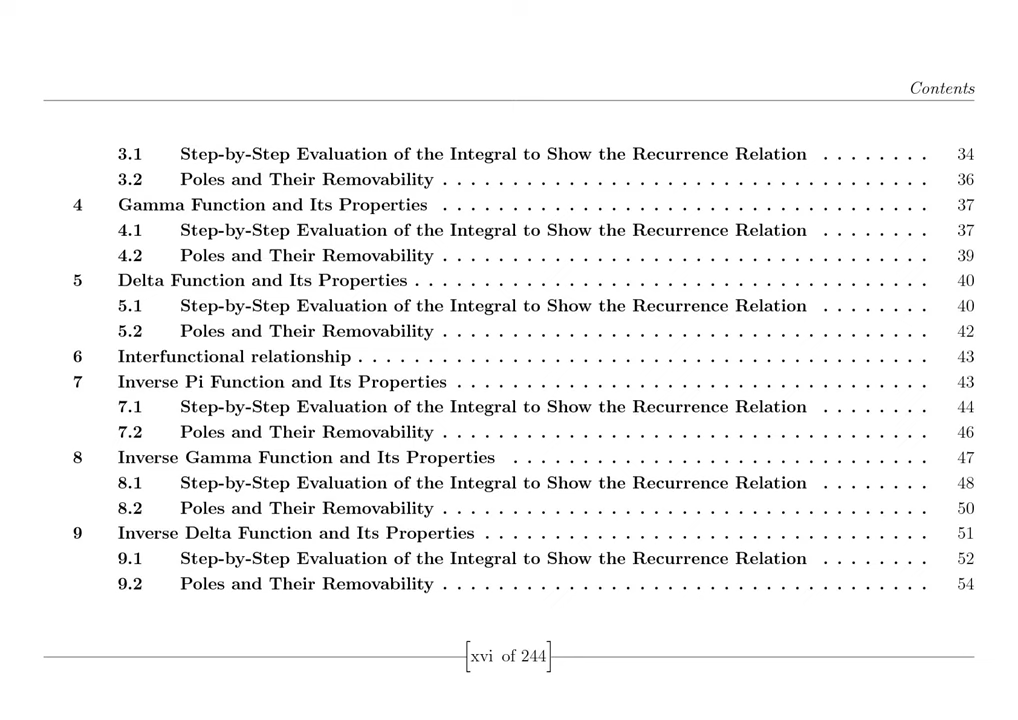 Contents
3.1 Step-by-Step Evaluation of the Integral to Show the Recurrence Relation . . . . . . . . 34
3.2 Poles and Their Removability . . . . . . . . . . . . . . . . . . . . . . . . . . . . . . . . . . . 36
4 Gamma Function and Its Properties . . . . . . . . . . . . . . . . . . . . . . . . . . . . . . . . . . . 37
4.1 Step-by-Step Evaluation of the Integral to Show the Recurrence Relation . . . . . . . . 37
4.2 Poles and Their Removability . . . . . . . . . . . . . . . . . . . . . . . . . . . . . . . . . . . 39
5 Delta Function and Its Properties . . . . . . . . . . . . . . . . . . . . . . . . . . . . . . . . . . . . . 40
5.1 Step-by-Step Evaluation of the Integral to Show the Recurrence Relation . . . . . . . . 40
5.2 Poles and Their Removability . . . . . . . . . . . . . . . . . . . . . . . . . . . . . . . . . . . 42
6 Interfunctional relationship . . . . . . . . . . . . . . . . . . . . . . . . . . . . . . . . . . . . . . . . . 43
7 Inverse Pi Function and Its Properties . . . . . . . . . . . . . . . . . . . . . . . . . . . . . . . . . . 43
7.1 Step-by-Step Evaluation of the Integral to Show the Recurrence Relation . . . . . . . . 44
7.2 Poles and Their Removability . . . . . . . . . . . . . . . . . . . . . . . . . . . . . . . . . . . 46
8 Inverse Gamma Function and Its Properties . . . . . . . . . . . . . . . . . . . . . . . . . . . . . . 47
8.1 Step-by-Step Evaluation of the Integral to Show the Recurrence Relation . . . . . . . . 48
8.2 Poles and Their Removability . . . . . . . . . . . . . . . . . . . . . . . . . . . . . . . . . . . 50
9 Inverse Delta Function and Its Properties . . . . . . . . . . . . . . . . . . . . . . . . . . . . . . . . 51
9.1 Step-by-Step Evaluation of the Integral to Show the Recurrence Relation . . . . . . . . 52
9.2 Poles and Their Removability . . . . . . . . . . . . . . . . . . . . . . . . . . . . . . . . . . . 54
[xvi of 244]